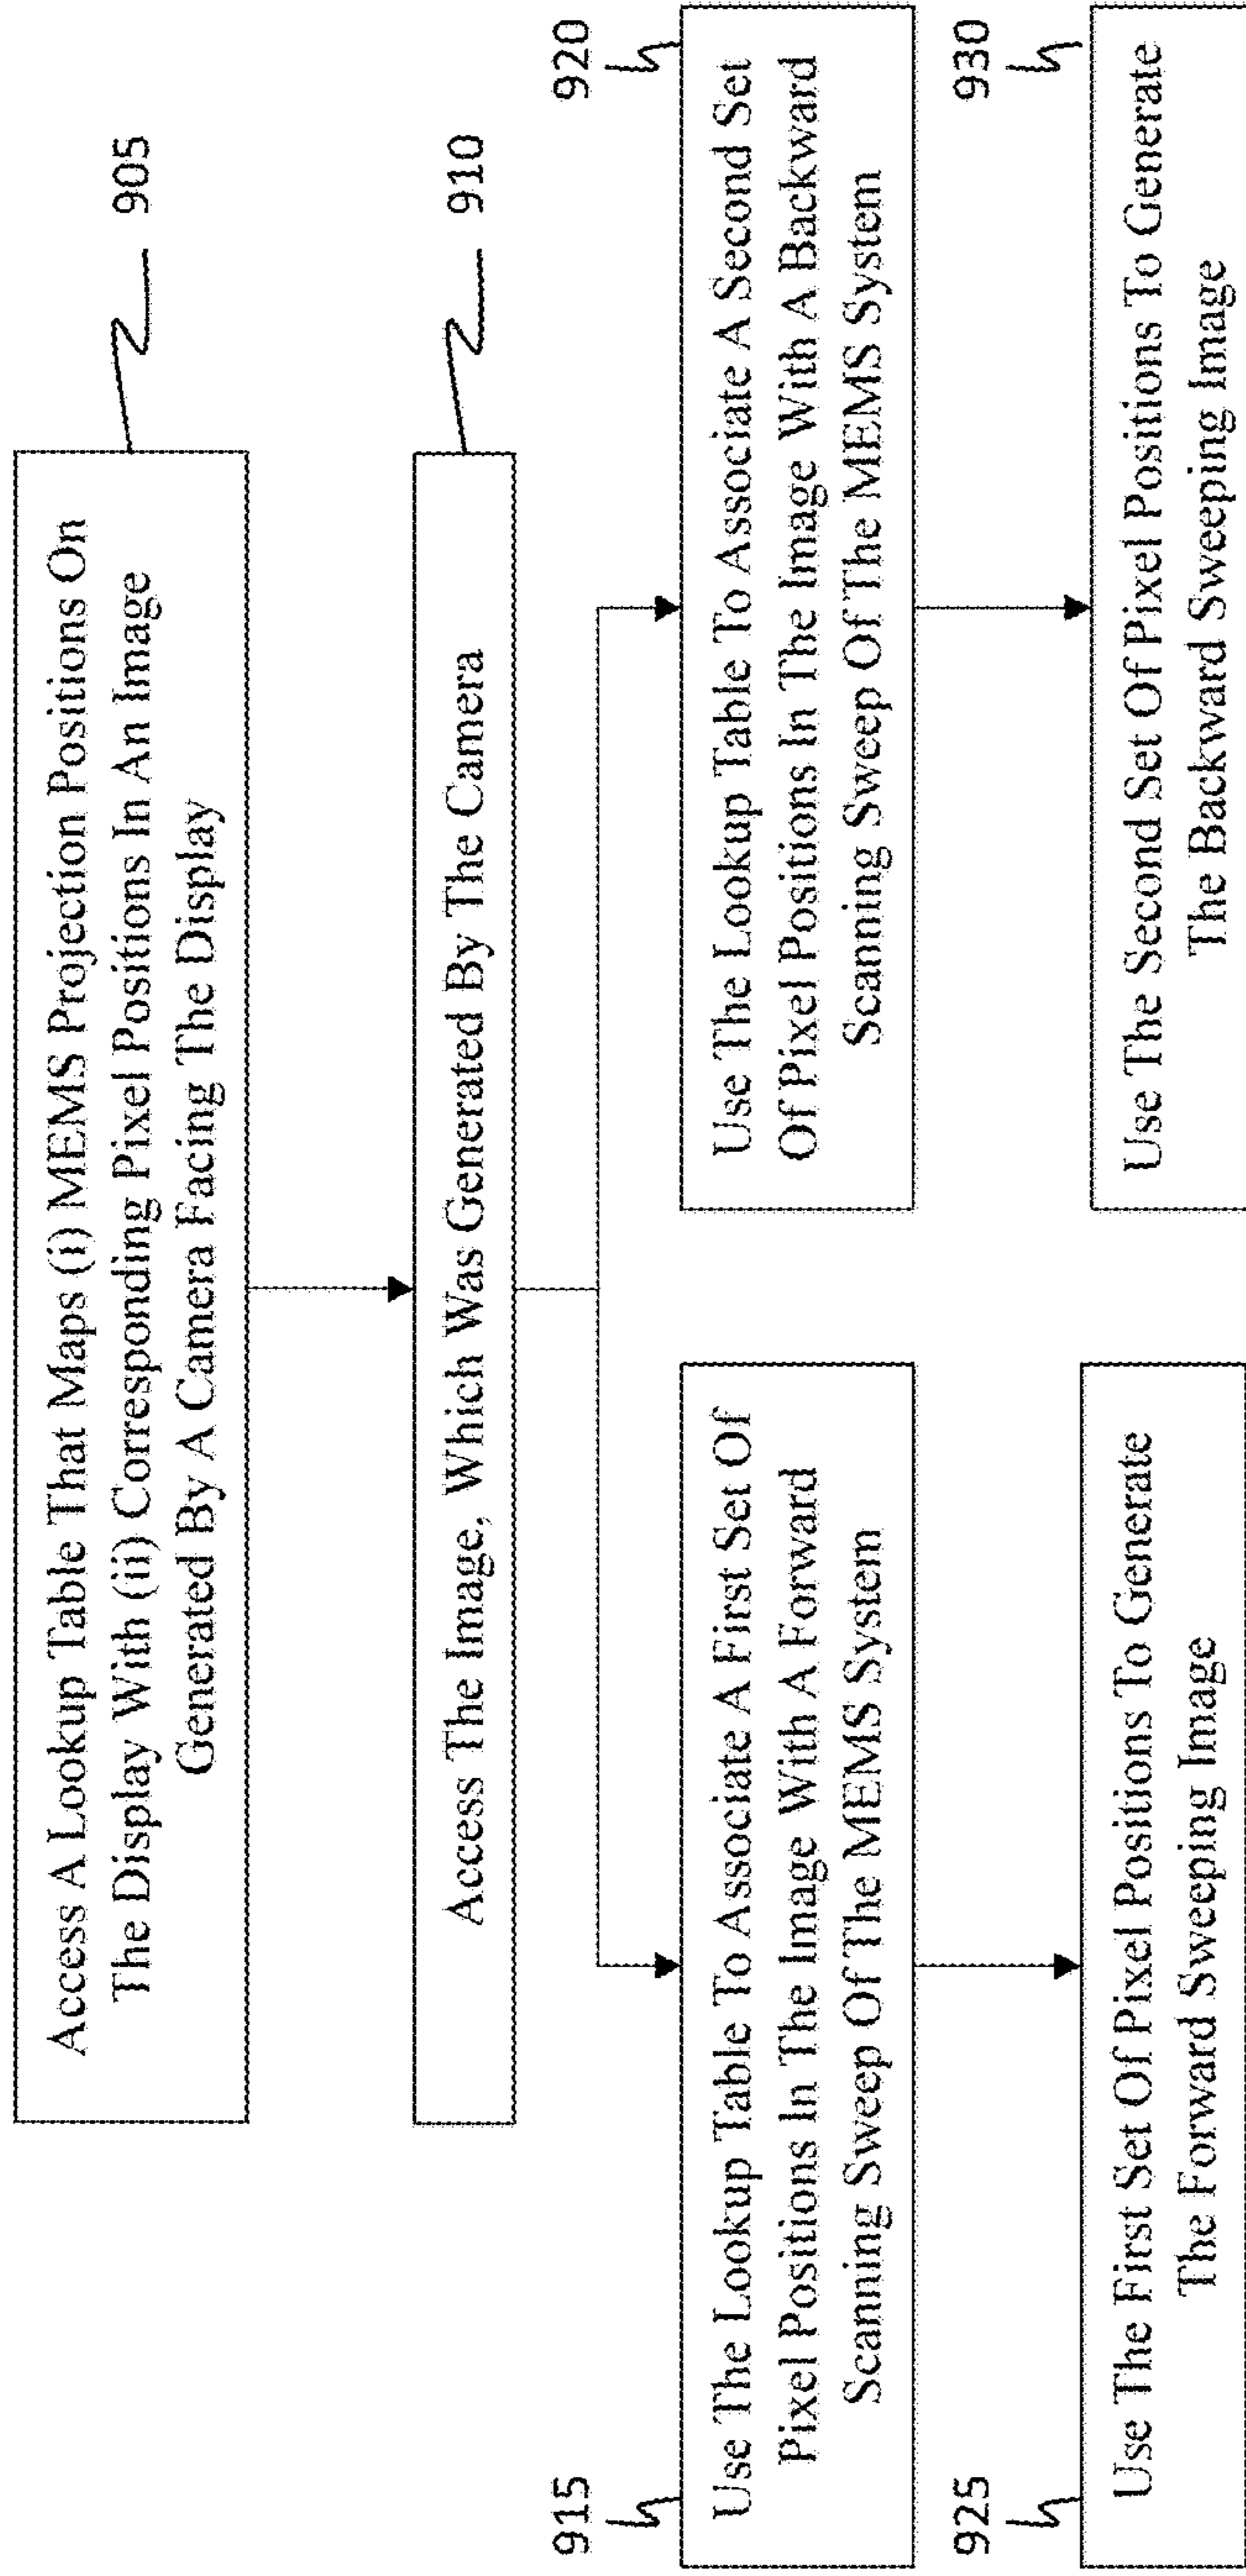 Access A Lookup Table That Maps (i) MEMS Projection Positions On
The Display With (ii) Corresponding Pixel Positions In An Image
Generated By A Camera Facing The Display
905
Access The Image, Which Was Generated By The Camera
910
915
Use The Lookup Table To Associate A First Set Of
Pixel Positions In The Image With A Forward
Scanning Sweep Of The MEMS System
920
Use The Lookup Table To Associate A Second Set
Of Pixel Positions In The Image With A Backward
Scanning Sweep Of The MEMS System
925
Use The First Set Of Pixel Positions To Generate
The Forward Sweeping Image
930
Use The Second Set Of Pixel Positions To Generate
The Backward Sweeping Image